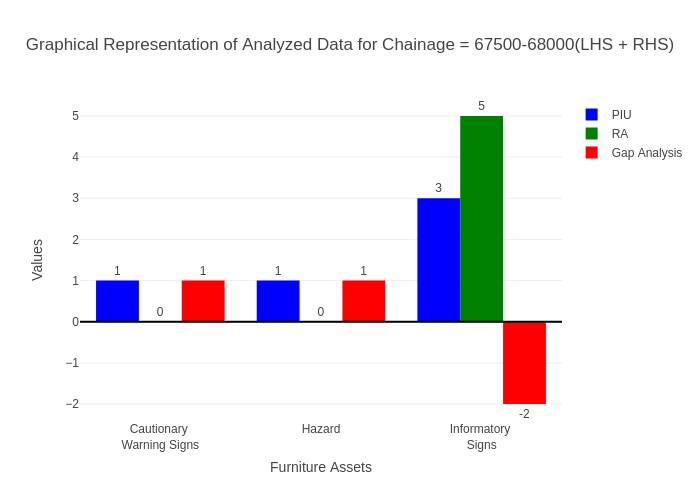 Graphical Representation of Analyzed Data for Chainage = 67500-68000(LHS + RHS)
PIU
RA
Gap Analysis
5
4
3
2
1
0
−1
−2
Values
1
0
1
1
0
1
3
5
-2
Cautionary
Warning Signs
Hazard
Informatory
Signs
Furniture Assets